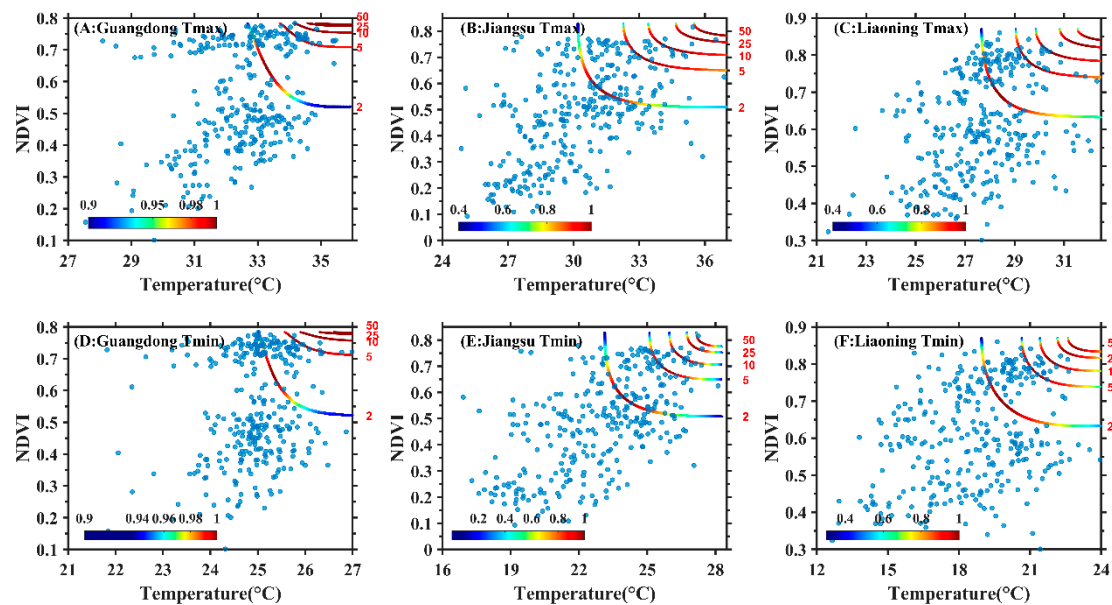 (A:Guangdong Tmax)
NDVI
0.8
0.7
0.6
0.5
0.4
0.3
0.2
0.1
50
25
10
5
2
0.9 0.95 0.98 1
27 29 31 33 35
Temperature(°C)
(B:Jiangsu Tmax)
NDVI
0.8
0.7
0.6
0.5
0.4
0.3
0.2
0.1
0
50
25
10
5
2
0.4 0.6 0.8 1
24 27 30 33 36
Temperature(°C)
(C:Liaoning Tmax)
NDVI
0.9
0.8
0.7
0.6
0.5
0.4
0.3
50
25
10
5
2
0.4 0.6 0.8 1
21 23 25 27 29 31
Temperature(°C)
(D:Guangdong Tmin)
NDVI
0.8
0.7
0.6
0.5
0.4
0.3
0.2
0.1
50
25
10
5
2
0.9 0.94 0.96 0.98 1
21 22 23 24 25 26 27
Temperature(°C)
(E:Jiangsu Tmin)
NDVI
0.8
0.7
0.6
0.5
0.4
0.3
0.2
0.1
0
50
25
10
5
2
0.2 0.4 0.6 0.8 1
16 19 22 25 28
Temperature(°C)
(F:Liaoning Tmin)
NDVI
0.9
0.8
0.7
0.6
0.5
0.4
0.3
5
2
1
5
2
0.4 0.6 0.8 1
12 15 18 21 24
Temperature(°C)